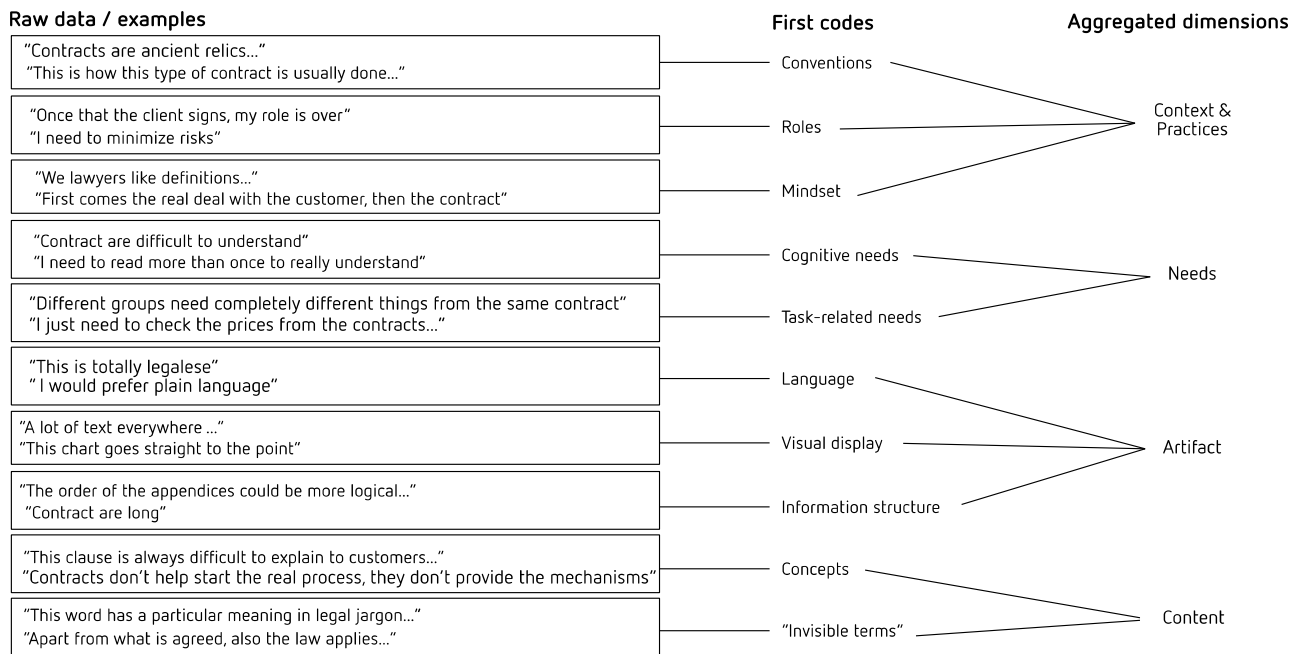 Raw data / examples
First codes
Aggregated dimensions
"Contracts are ancient relics..."
"This is how this type of contract is usually done..."
Conventions
"Once that the client signs, my role is over"
"I need to minimize risks"
Roles
Context &
Practices
"We lawyers like definitions..."
"First comes the real deal with the customer, then the contract"
Mindset
"Contract are difficult to understand"
"I need to read more than once to really understand"
Cognitive needs
Needs
"Different groups need completely different things from the same contract"
"I just need to check the prices from the contracts..."
Task-related needs
"This is totally legalese"
" I would prefer plain language"
Language
"A lot of text everywhere ..."
"This chart goes straight to the point"
Visual display
Artifact
"The order of the appendices could be more logical..."
"Contract are long"
Information structure
"This clause is always difficult to explain to customers..."
"Contracts don't help start the real process, they don't provide the mechanisms"
Concepts
Content
"This word has a particular meaning in legal jargon..."
"Apart from what is agreed, also the law applies..."
"Invisible terms"